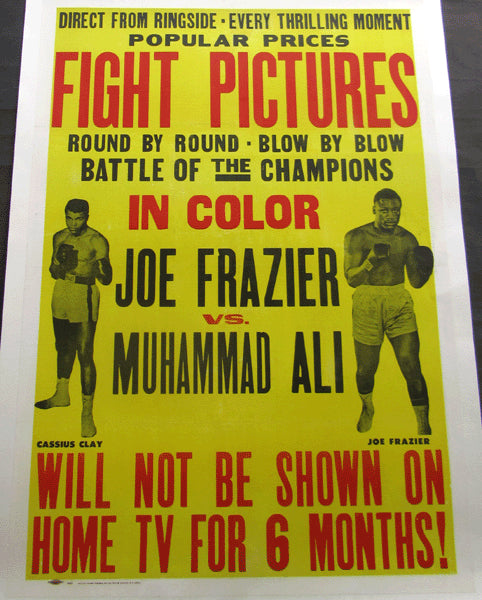 DIRECT FROM RINGSIDE · EVERY THRILLING MOMENT
POPULAR PRICES
FIGHT PICTURES
ROUND BY ROUND · BLOW BY BLOW
BATTLE OF THE CHAMPIONS
IN COLOR
JOE FRAZIER
VS.
MUHAMMAD ALI
CASSIUS CLAY
JOE FRAZIER
WILL NOT BE SHOWN ON
HOME TV FOR 6 MONTHS!